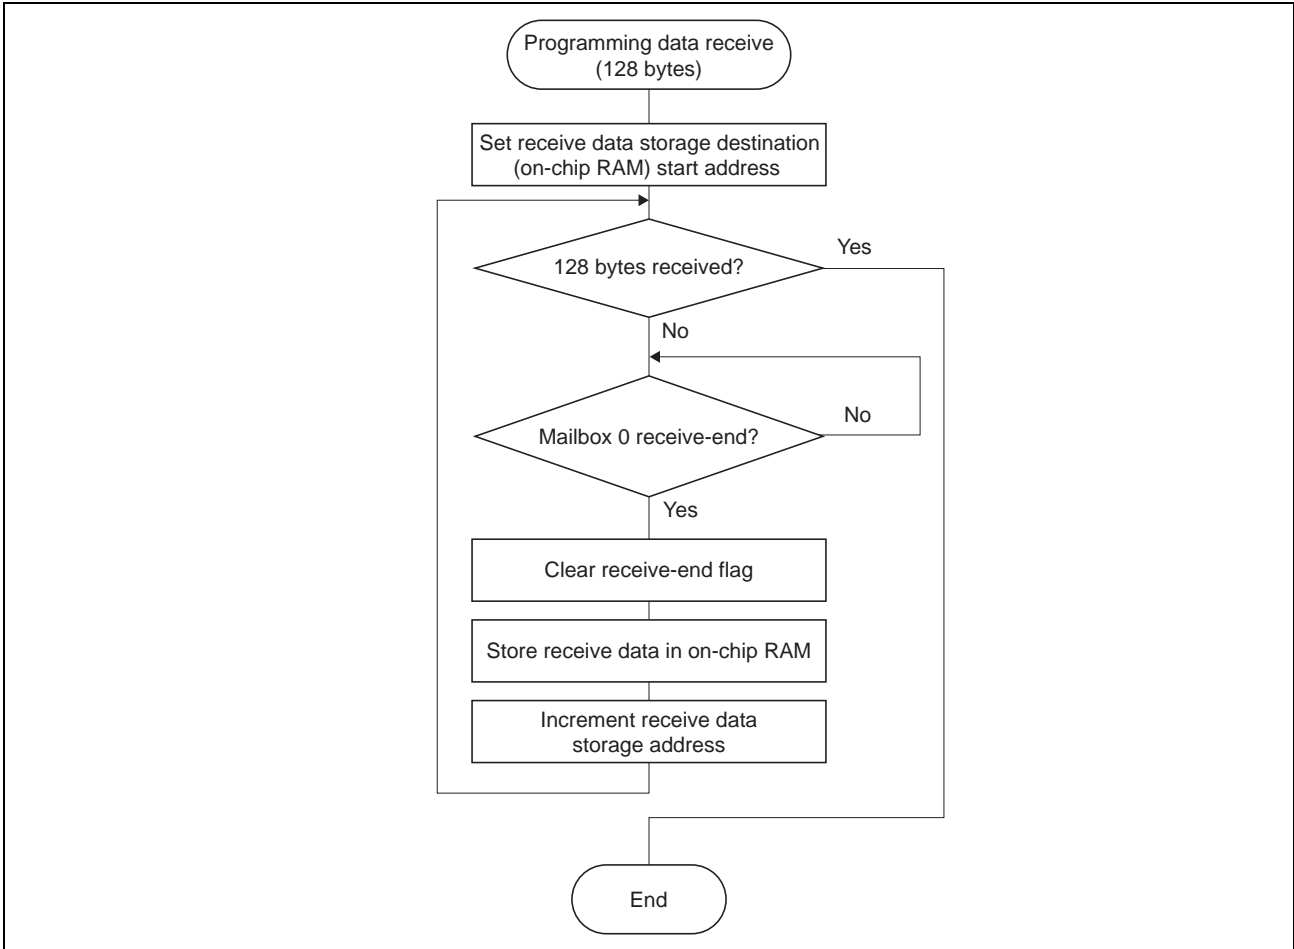 Programming data receive
(128 bytes)
Set receive data storage destination
(on-chip RAM) start address
128 bytes received?
Yes
No
Mailbox 0 receive-end?
No
Yes
Clear receive-end flag
Store receive data in on-chip RAM
Increment receive data
storage address
End